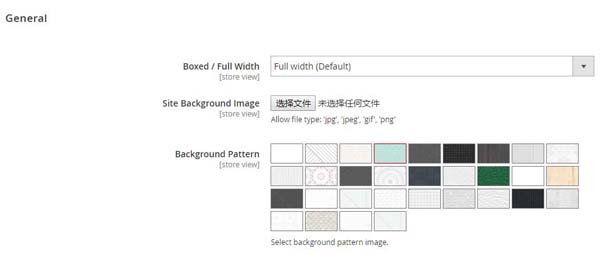 General
Boxed / Full Width
[store view]
Full width (Default)
Site Background Image
[store view]
选择文件 未选择任何文件
Allow file type: 'jpg', 'jpeg', 'gif', 'png'
Background Pattern
[store view]
Select background pattern image.